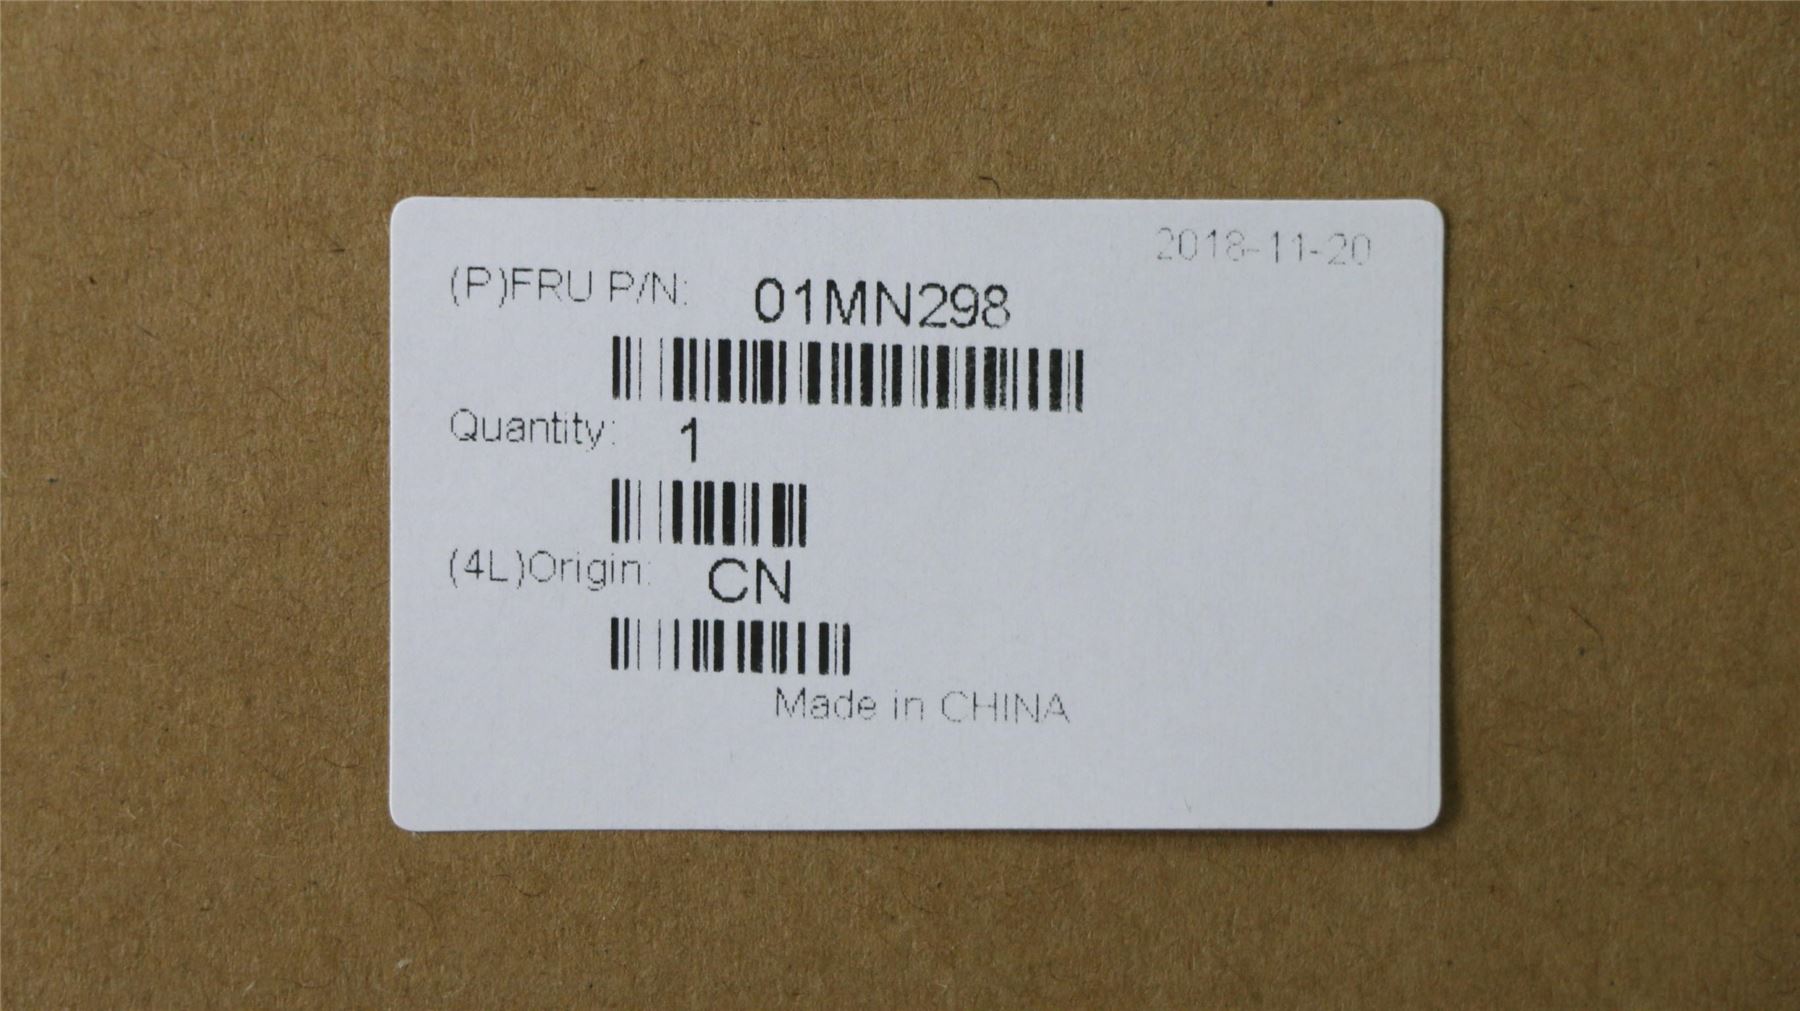 2018-11-20
(P)FRU P/N: 01MN298
Quantity: 1
(4L)Origin: CN
Made in CHINA